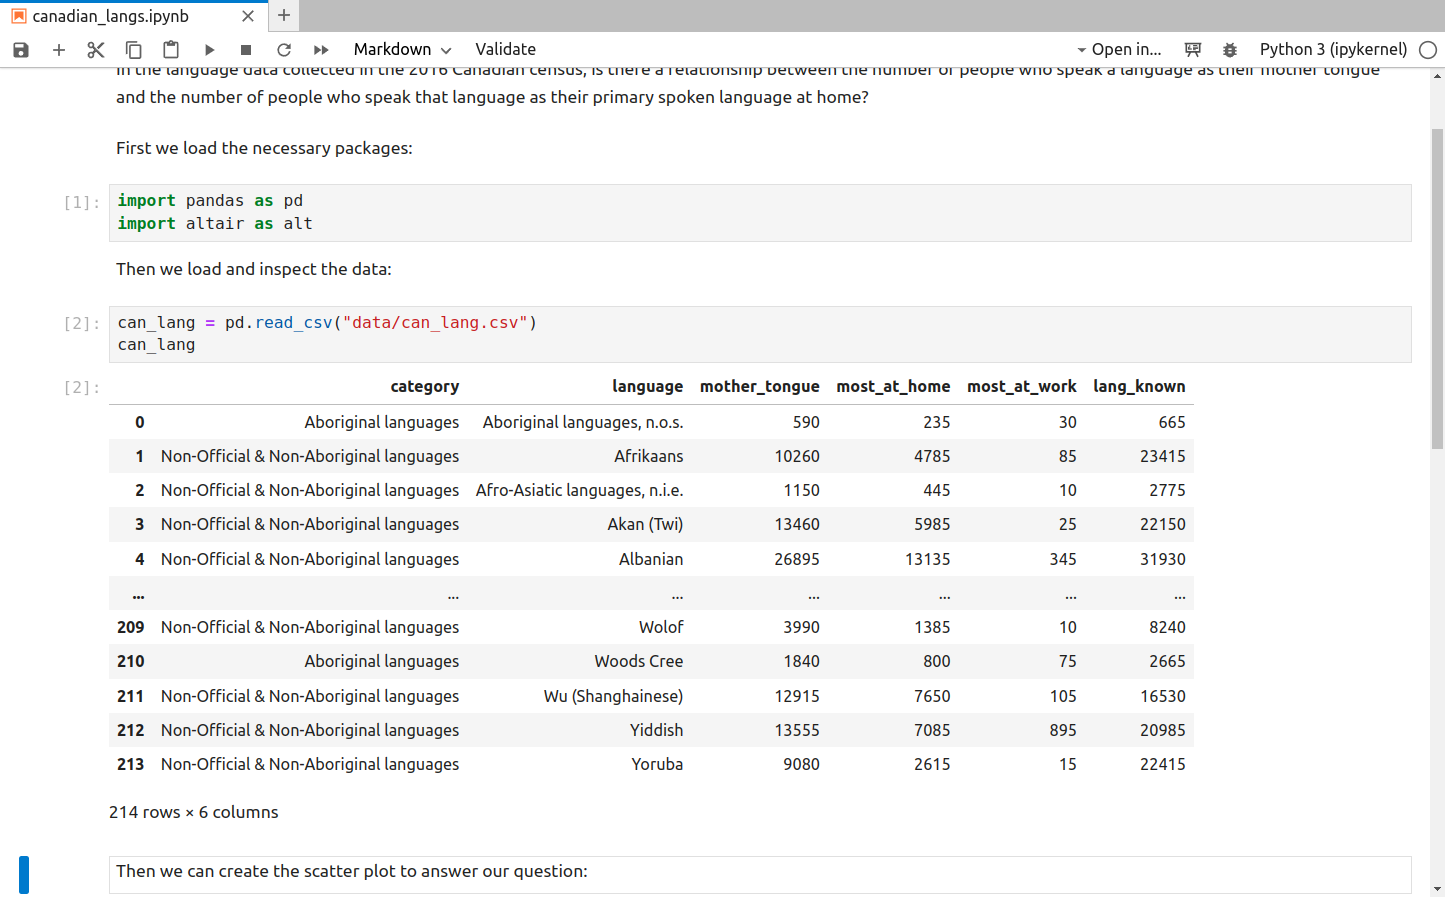 canadian_langs.ipynb
Markdown Validate Open in... Python 3 (ipykernel)
In the language data collected in the 2016 Canadian census, is there a relationship between the number of people who speak a language as their mother tongue
and the number of people who speak that language as their primary spoken language at home?
First we load the necessary packages:
[1]: import pandas as pd
import altair as alt
Then we load and inspect the data:
[2]: can_lang = pd.read_csv("data/can_lang.csv")
can_lang
[2]: category language mother_tongue most_at_home most_at_work lang_known
0 Aboriginal languages Aboriginal languages, n.o.s. 590 235 30 665
1 Non-Official & Non-Aboriginal languages Afrikaans 10260 4785 85 23415
2 Non-Official & Non-Aboriginal languages Afro-Asiatic languages, n.i.e. 1150 445 10 2775
3 Non-Official & Non-Aboriginal languages Akan (Twi) 13460 5985 25 22150
4 Non-Official & Non-Aboriginal languages Albanian 26895 13135 345 31930
... ... ... ... ... ... ...
209 Non-Official & Non-Aboriginal languages Wolof 3990 1385 10 8240
210 Aboriginal languages Woods Cree 1840 800 75 2665
211 Non-Official & Non-Aboriginal languages Wu (Shanghainese) 12915 7650 105 16530
212 Non-Official & Non-Aboriginal languages Yiddish 13555 7085 895 20985
213 Non-Official & Non-Aboriginal languages Yoruba 9080 2615 15 22415
214 rows × 6 columns
Then we can create the scatter plot to answer our question: